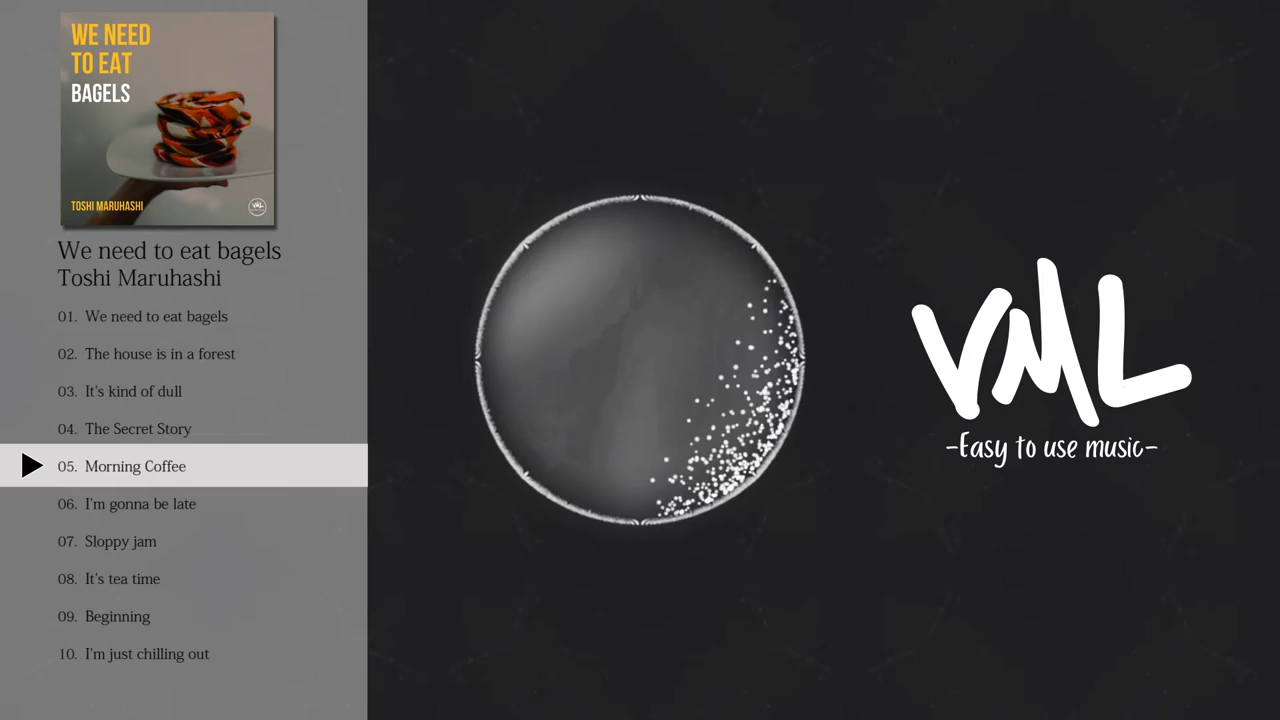 WE NEED
TO EAT
BAGELS
TOSHI MARUHASHI
VML
We need to eat bagels
Toshi Maruhashi
01. We need to eat bagels
02. The house is in a forest
03. It's kind of dull
04. The Secret Story
05. Morning Coffee
06. I'm gonna be late
07. Sloppy jam
08. It's tea time
09. Beginning
10. I'm just chilling out
VML
-Easy to use music-